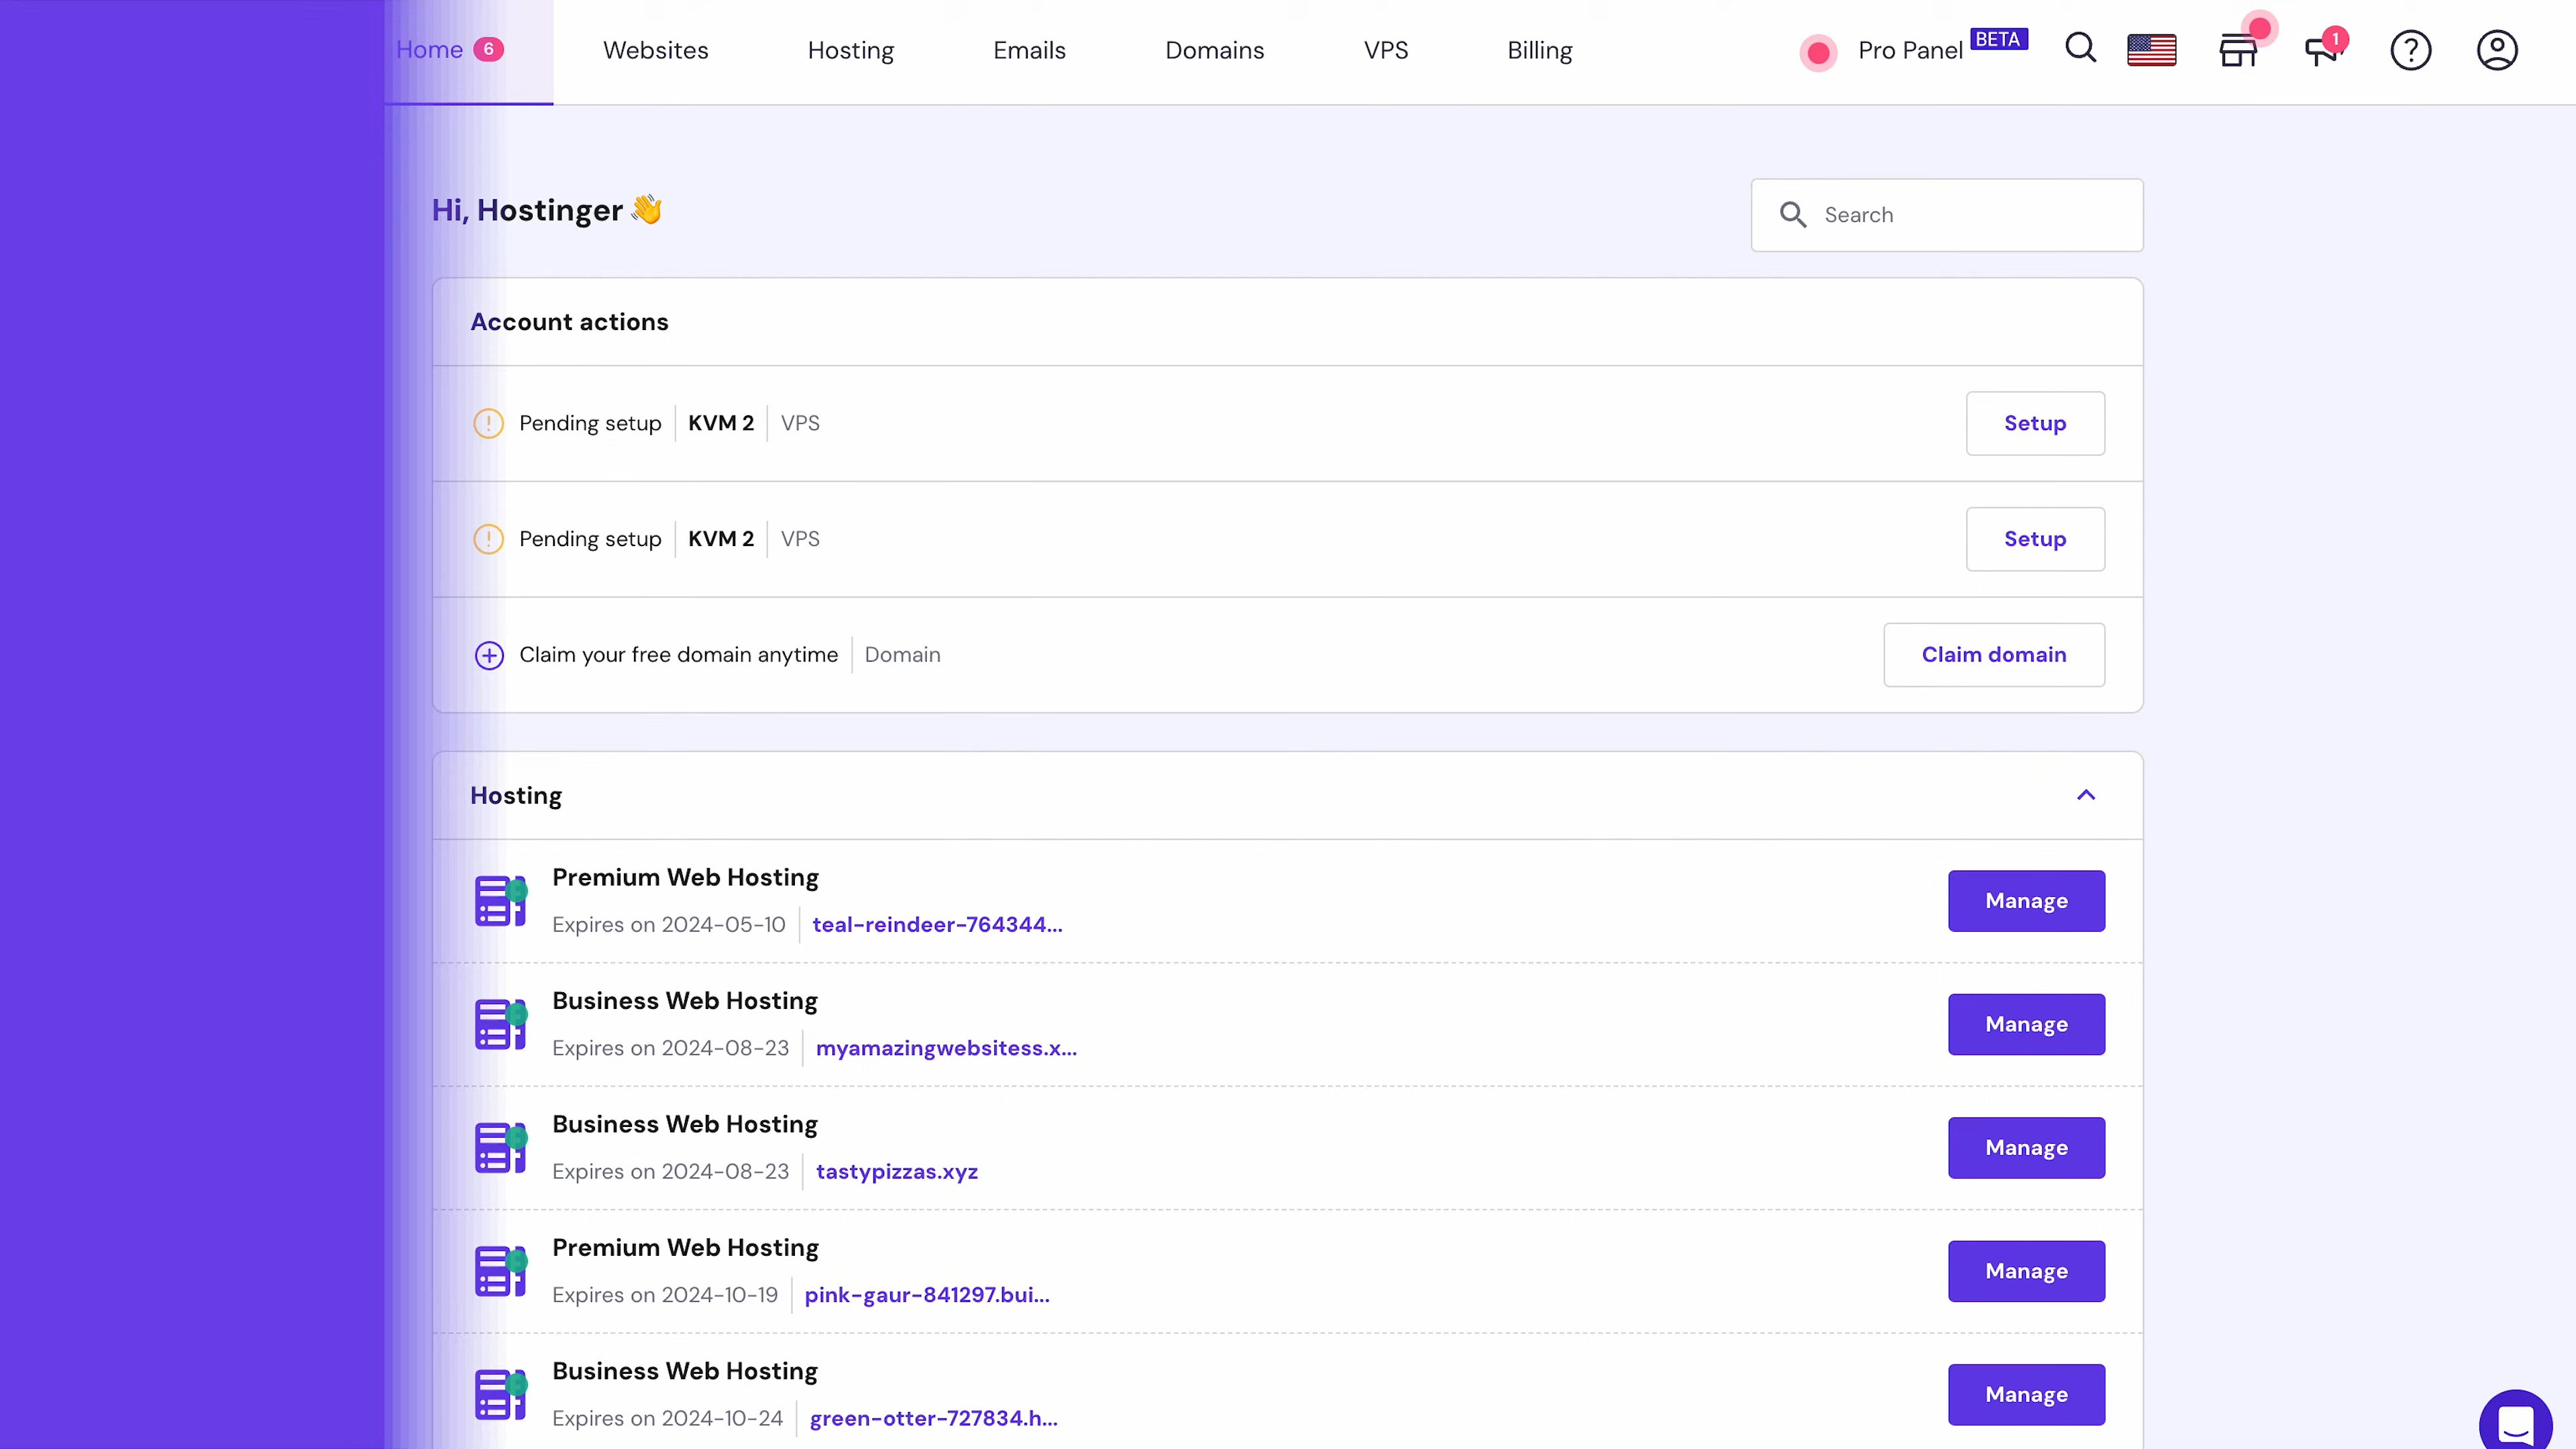 Home 6 Websites Hosting Emails Domains VPS Billing Pro Panel BETA 1
Hi, Hostinger 👋
Search
Account actions
Pending setup KVM 2 VPS Setup
Pending setup KVM 2 VPS Setup
Claim your free domain anytime Domain Claim domain
Hosting
Premium Web Hosting
Expires on 2024-05-10 teal-reindeer-764344...
Manage
Business Web Hosting
Expires on 2024-08-23 myamazingwebsitess.x...
Manage
Business Web Hosting
Expires on 2024-08-23 tastypizzas.xyz
Manage
Premium Web Hosting
Expires on 2024-10-19 pink-gaur-841297.bui...
Manage
Business Web Hosting
Expires on 2024-10-24 green-otter-727834.h...
Manage